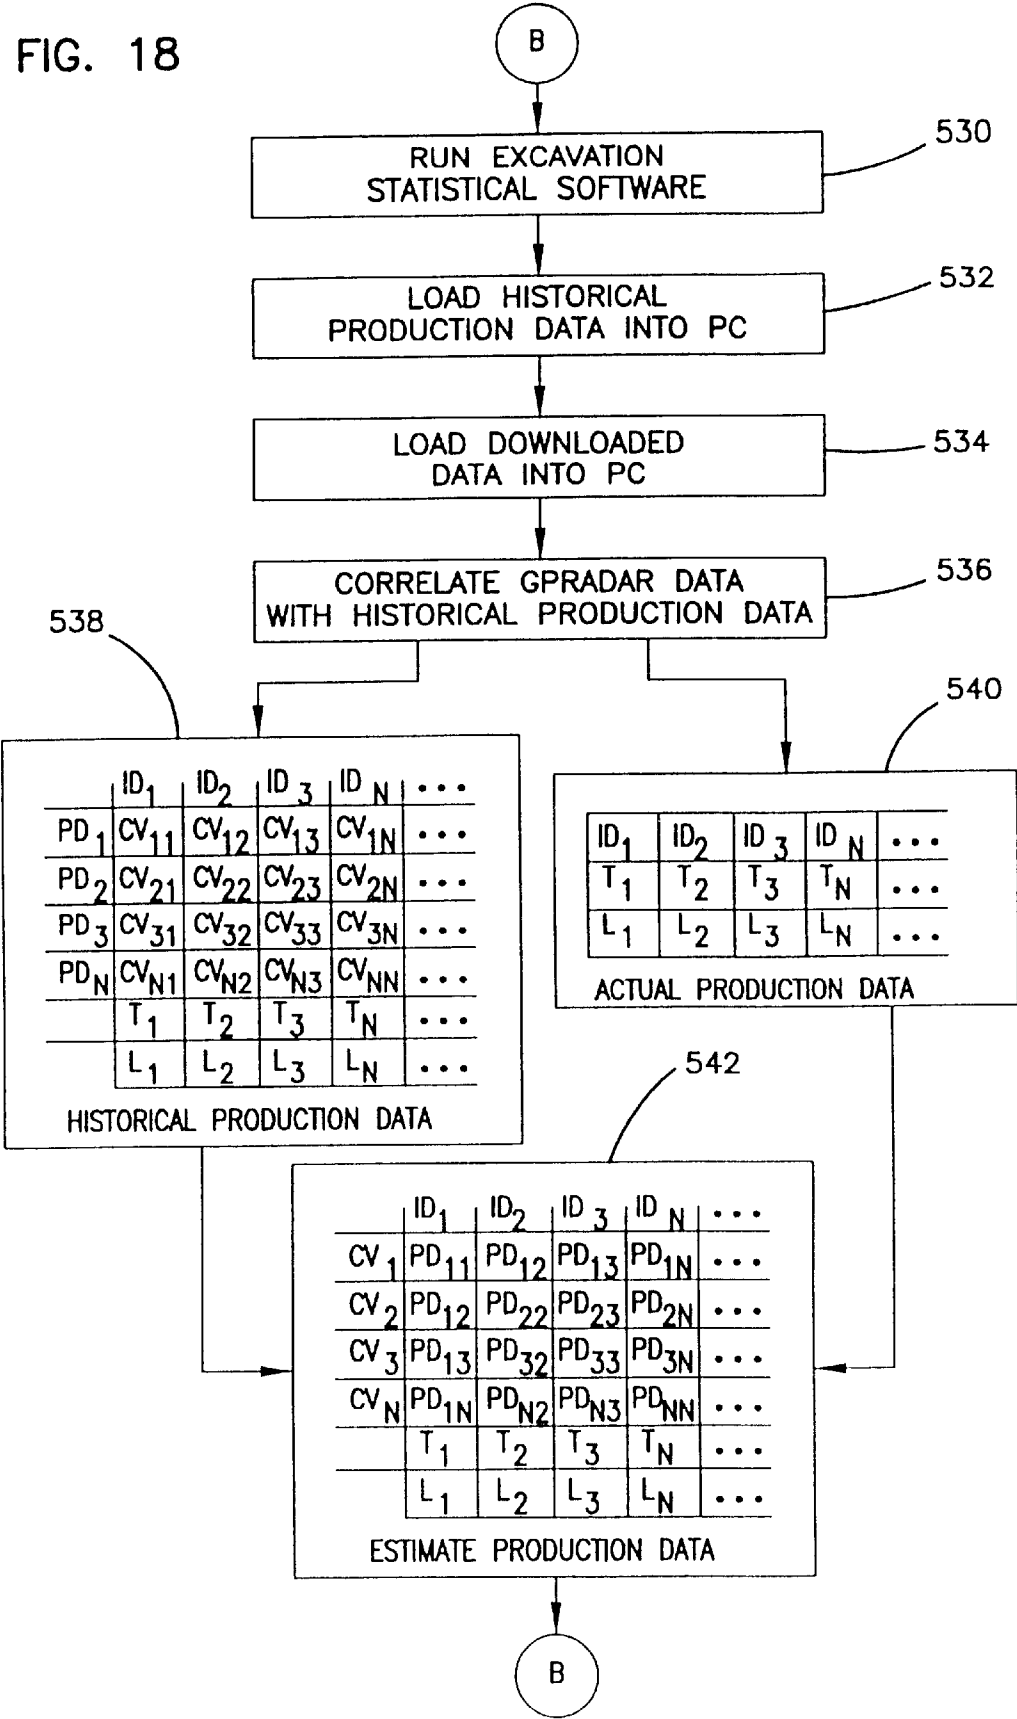 FIG. 18
B
RUN EXCAVATION
STATISTICAL SOFTWARE
530
LOAD HISTORICAL
PRODUCTION DATA INTO PC
532
LOAD DOWNLOADED
DATA INTO PC
534
CORRELATE GPRADAR DATA
WITH HISTORICAL PRODUCTION DATA
536
538
ID1 ID2 ID3 IDN ...
PD1 CV11 CV12 CV13 CV1N ...
PD2 CV21 CV22 CV23 CV2N ...
PD3 CV31 CV32 CV33 CV3N ...
PDN CVN1 CVN2 CVN3 CVNN ...
T1 T2 T3 TN ...
L1 L2 L3 LN ...
HISTORICAL PRODUCTION DATA
540
ID1 ID2 ID3 IDN ...
T1 T2 T3 TN ...
L1 L2 L3 LN ...
ACTUAL PRODUCTION DATA
542
ID1 ID2 ID3 IDN ...
CV1 PD11 PD12 PD13 PD1N ...
CV2 PD12 PD22 PD23 PD2N ...
CV3 PD13 PD32 PD33 PD3N ...
CVN PD1N PDN2 PDN3 PDNN ...
T1 T2 T3 TN ...
L1 L2 L3 LN ...
ESTIMATE PRODUCTION DATA
B